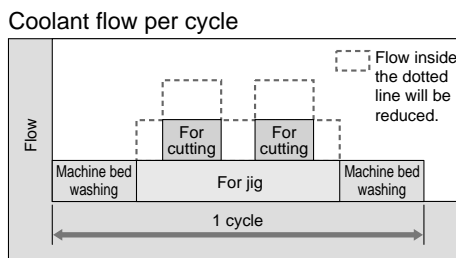 Coolant flow per cycle
Flow inside
the dotted
line will be
reduced.
Flow
For
cutting
For
cutting
Machine bed
washing
For jig
Machine bed
washing
1 cycle